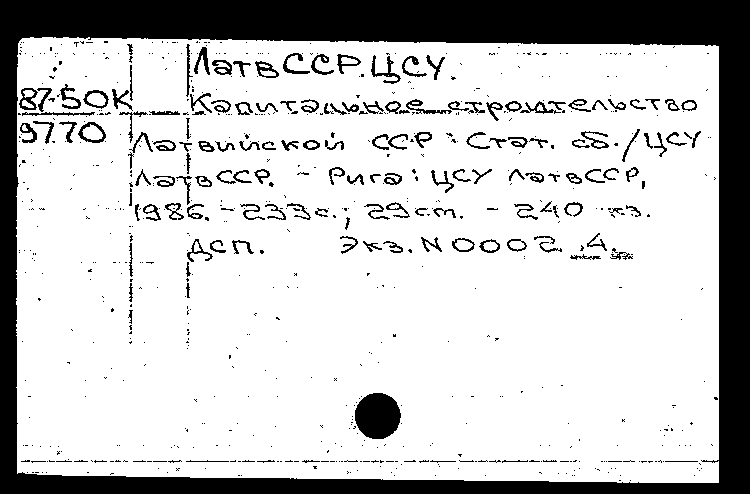 ЛатвССР.ЦСУ.
87-50К Капитальное строительство
9770 Латвийской ССР : Стат. сб./ЦСУ
ЛатвССР. - Рига : ЦСУ ЛатвССР,
1986. - 233с.; 29см. - 240 кз.
ДСП. Экз.N0002 4.